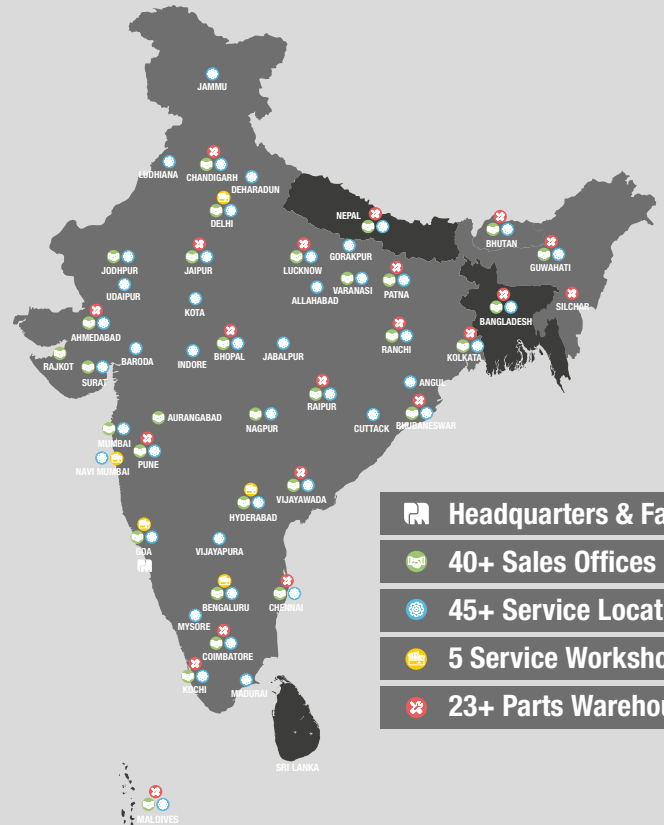 JAMMU
LUDHIANA
CHANDIGARH
DEHARADUN
DELHI
NEPAL
BHUTAN
GORAKPUR
GUWAHATI
JODHPUR
JAIPUR
LUCKNOW
VARANASI
PATNA
UDAIPUR
ALLAHABAD
KOTA
SILCHAR
BANGLADESH
AHMEDABAD
RANCHI
KOLKATA
BHOPAL
JABALPUR
BARODA
INDORE
RAJKOT
SURAT
ANGUL
RAIPUR
AURANGABAD
NAGPUR
CUTTACK
BHUBANESWAR
MUMBAI
PUNE
NAVI MUMBAI
VIJAYAWADA
HYDERABAD
GOA
VIJAYAPURA
BENGALURU
CHENNAI
MYSORE
COIMBATORE
KOCHI
MADURAI
SRI LANKA
MALDIVES
Headquarters & Fa
40+ Sales Offices
45+ Service Locat
5 Service Worksho
23+ Parts Warehou